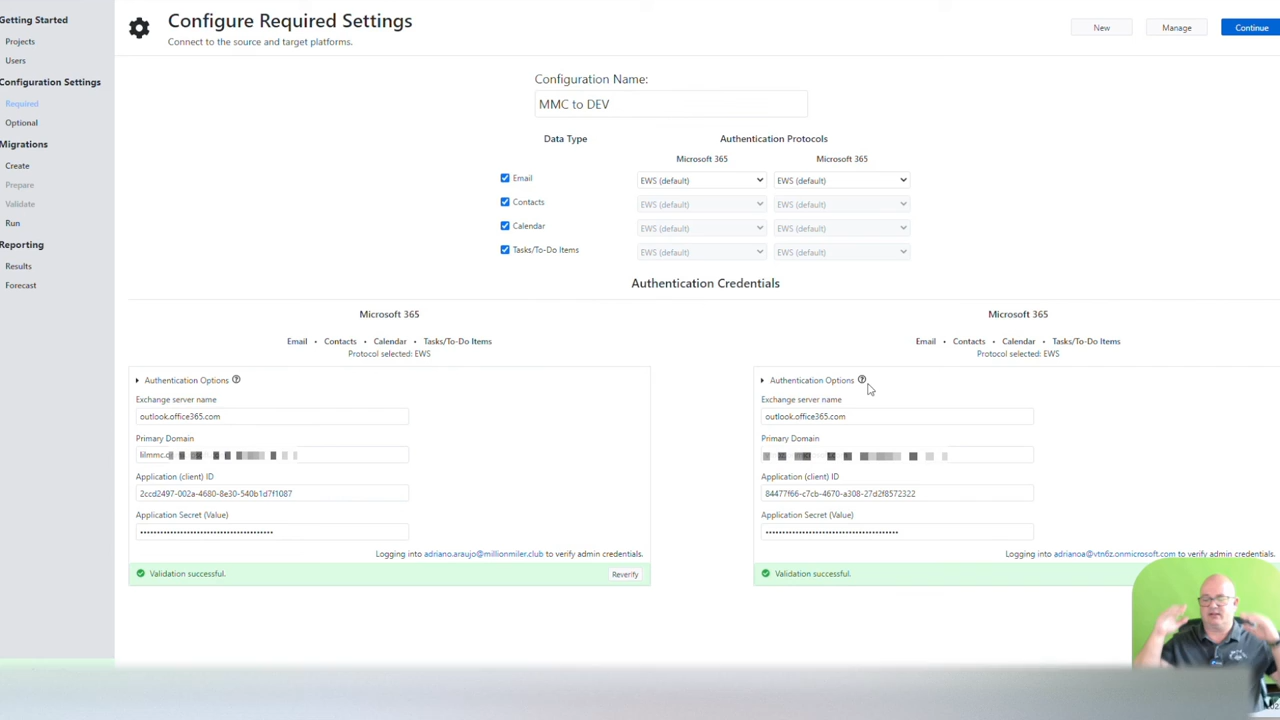 Getting Started
Projects
Users
Configuration Settings
Required
Optional
Migrations
Create
Prepare
Validate
Run
Reporting
Results
Forecast
Configure Required Settings
Connect to the source and target platforms.
New
Manage
Continue
Configuration Name:
MMC to DEV
Data Type
Authentication Protocols
Microsoft 365
Microsoft 365
Email
EWS (default)
EWS (default)
Contacts
EWS (default)
EWS (default)
Calendar
EWS (default)
EWS (default)
Tasks/To-Do Items
EWS (default)
EWS (default)
Authentication Credentials
Microsoft 365
Email • Contacts • Calendar • Tasks/To-Do Items
Protocol selected: EWS
Authentication Options
Exchange server name
outlook.office365.com
Primary Domain
Application (client) ID
2ccd2497-002a-4680-8e30-540b1d7f1087
Application Secret (Value)
Logging into adriano.araujo@millionmiler.club to verify admin credentials.
Validation successful.
Reverify
Microsoft 365
Email • Contacts • Calendar • Tasks/To-Do Items
Protocol selected: EWS
Authentication Options
Exchange server name
outlook.office365.com
Primary Domain
Application (client) ID
84477f66-c7cb-4670-a308-27d2f8572322
Application Secret (Value)
Logging into adrianoa@vtn6z.onmicrosoft.com to verify admin credentials.
Validation successful.